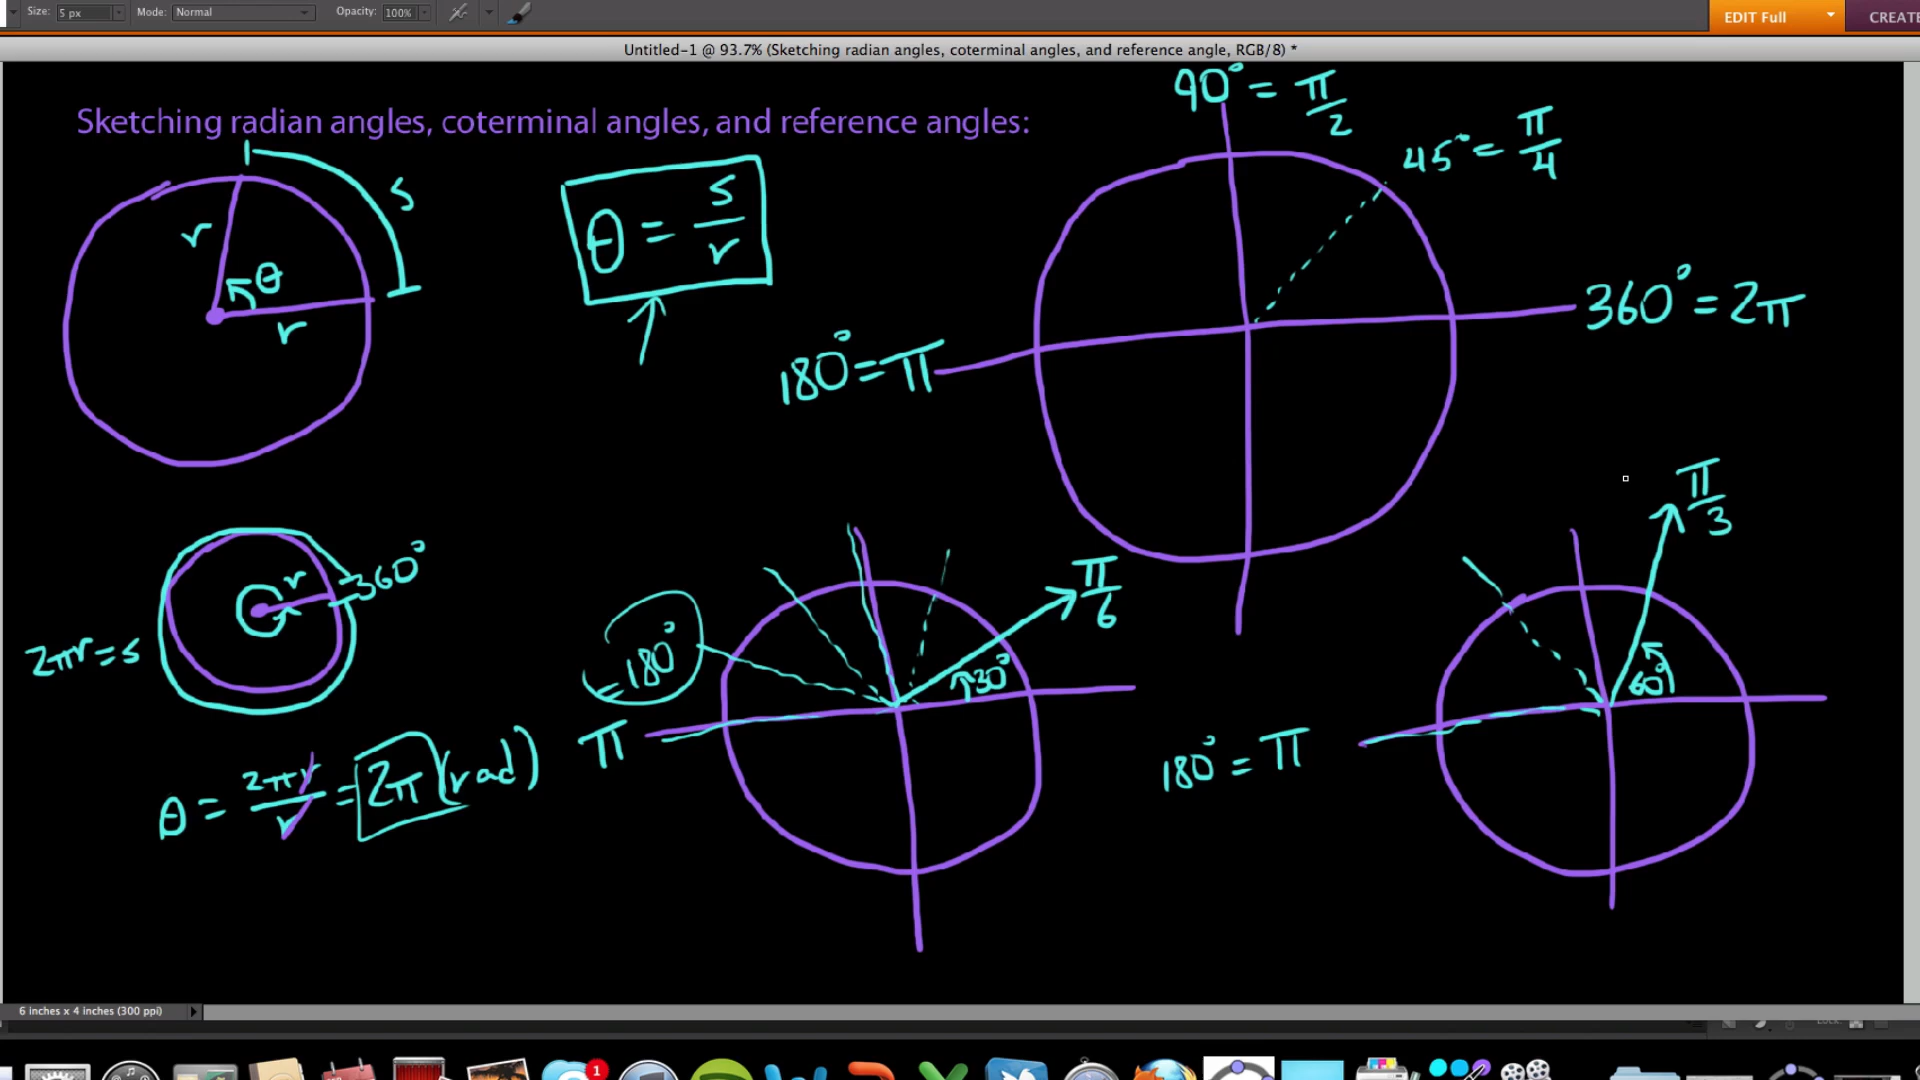 Size: 5 px Mode: Normal Opacity: 100% EDIT Full CREATE
Untitled-1 @ 93.7% (Sketching radian angles, coterminal angles, and reference angle, RGB/8) *
Sketching radian angles, coterminal angles, and reference angles:
90° = π/2
45° = π/4
s
r
θ
r
θ = s/r
360° = 2π
180° = π
π/3
r
360°
2πr = s
π/6
= 180°
30°
60°
π
180° = π
θ = 2πr/r = 2π (rad)
6 inches x 4 inches (300 ppi)
1